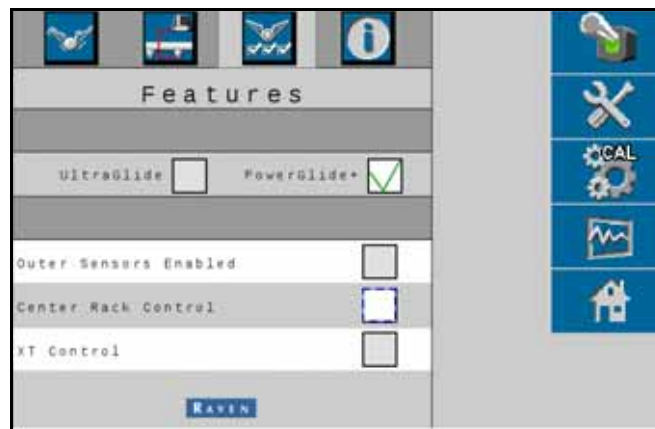 Features
UltraGlide PowerGlide+
Outer Sensors Enabled
Center Rack Control
XT Control
RAVEN
CAL